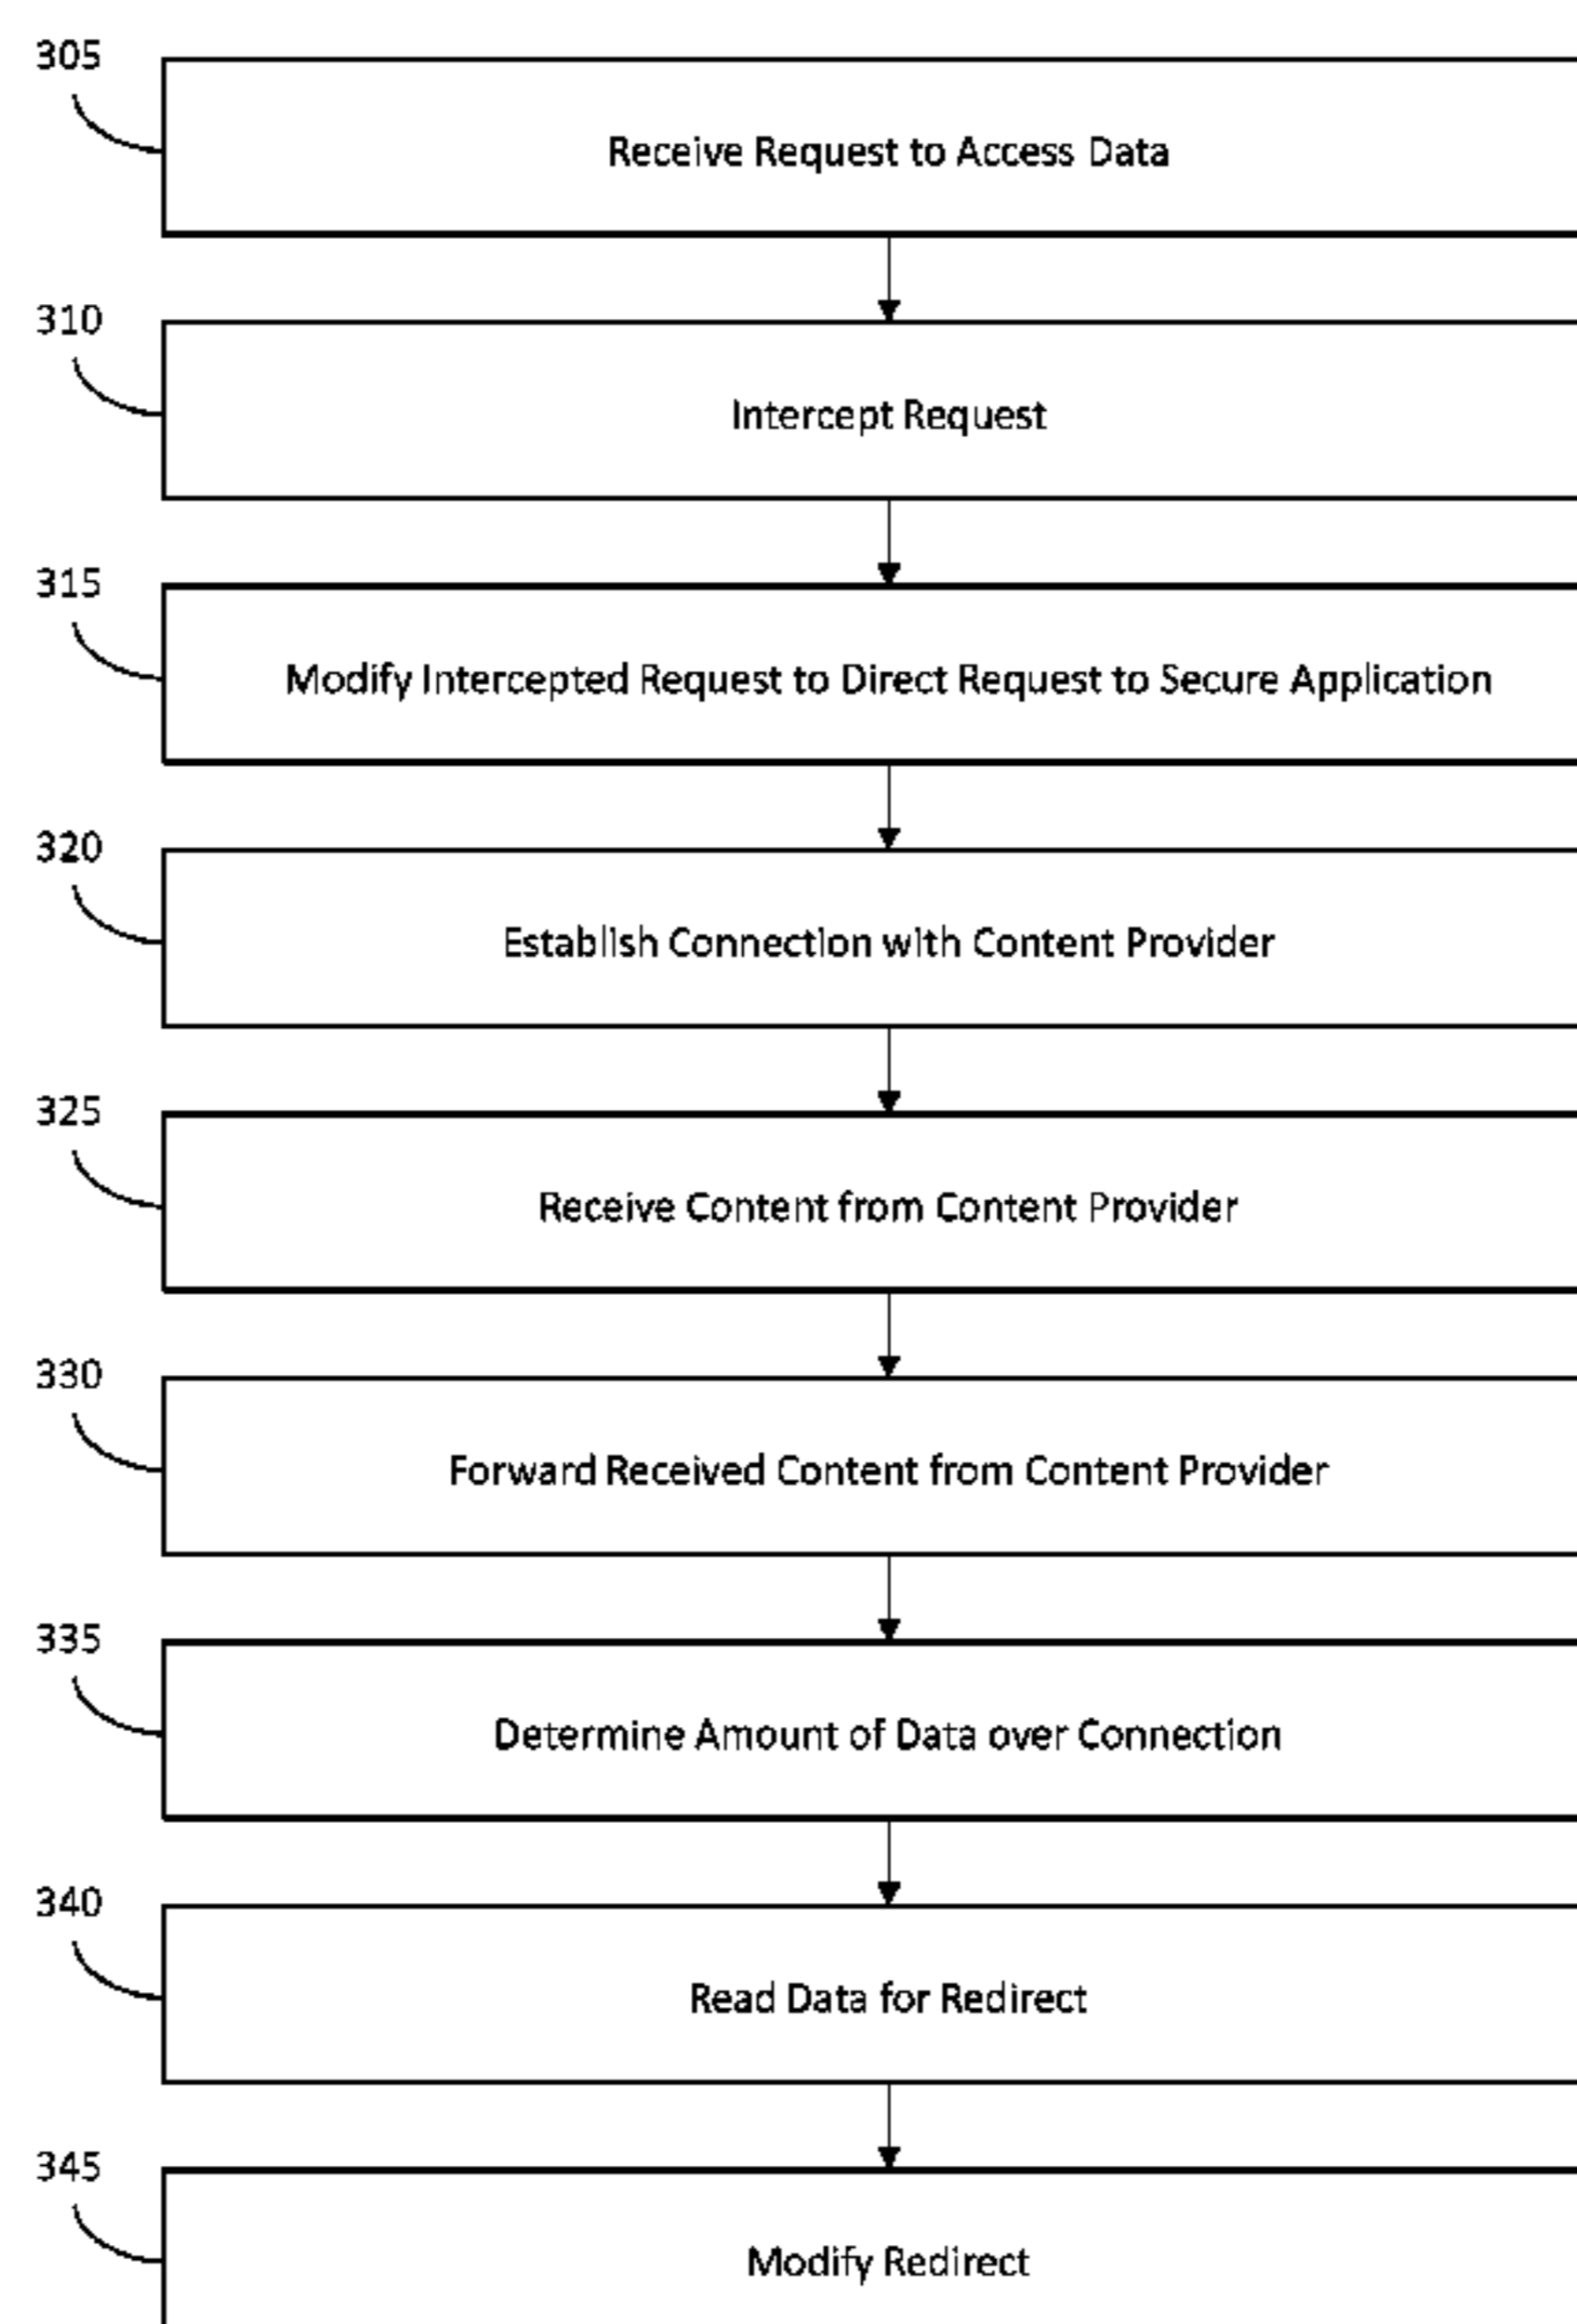 305
Receive Request to Access Data
310
Intercept Request
315
Modify Intercepted Request to Direct Request to Secure Application
320
Establish Connection with Content Provider
325
Receive Content from Content Provider
330
Forward Received Content from Content Provider
335
Determine Amount of Data over Connection
340
Read Data for Redirect
345
Modify Redirect